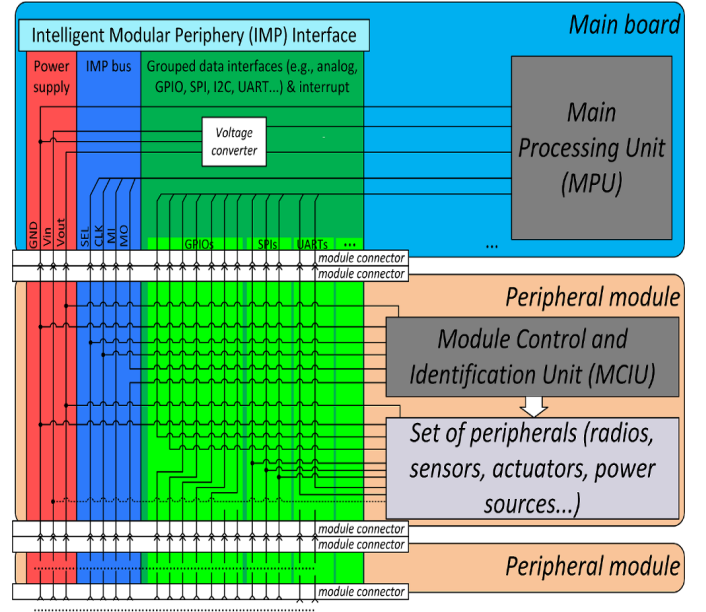 Main board
Intelligent Modular Periphery (IMP) Interface
Power
supply
IMP bus
Grouped data interfaces (e.g., analog,
GPIO, SPI, I2C, UART...) & interrupt
Voltage
converter
Main
Processing Unit
(MPU)
GND
Vin
Vout
SEL
CLK
MI
MO
GPIOs
SPIs
UARTs
...
...
module connector
module connector
Peripheral module
Module Control and
Identification Unit (MCIU)
Set of peripherals (radios,
sensors, actuators, power
sources...)
module connector
module connector
Peripheral module
module connector